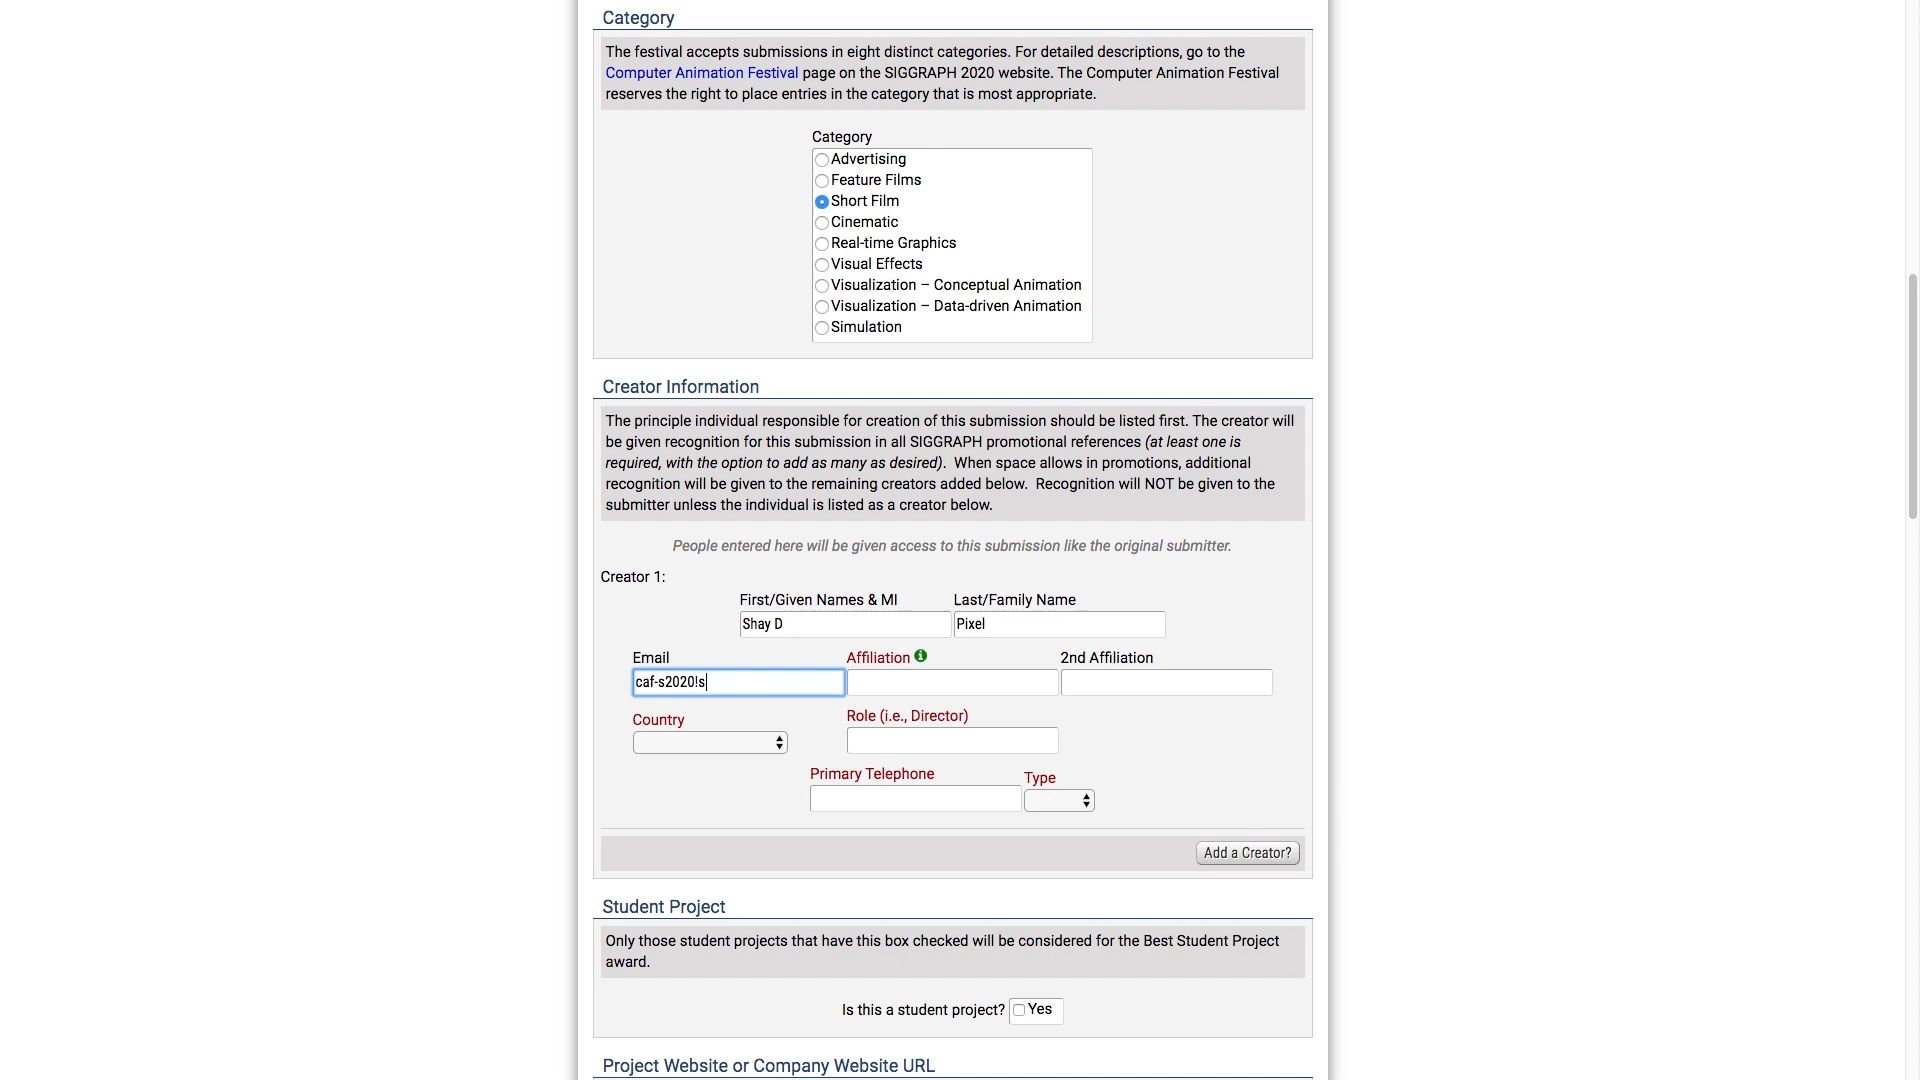 Category
The festival accepts submissions in eight distinct categories. For detailed descriptions, go to the
Computer Animation Festival page on the SIGGRAPH 2020 website. The Computer Animation Festival
reserves the right to place entries in the category that is most appropriate.
Category
Advertising
Feature Films
Short Film
Cinematic
Real-time Graphics
Visual Effects
Visualization – Conceptual Animation
Visualization – Data-driven Animation
Simulation
Creator Information
The principle individual responsible for creation of this submission should be listed first. The creator will
be given recognition for this submission in all SIGGRAPH promotional references (at least one is
required, with the option to add as many as desired). When space allows in promotions, additional
recognition will be given to the remaining creators added below. Recognition will NOT be given to the
submitter unless the individual is listed as a creator below.
People entered here will be given access to this submission like the original submitter.
Creator 1:
First/Given Names & MI Last/Family Name
Shay D Pixel
Email Affiliation 2nd Affiliation
caf-s2020!s
Country Role (i.e., Director)
Primary Telephone Type
Add a Creator?
Student Project
Only those student projects that have this box checked will be considered for the Best Student Project
award.
Is this a student project? Yes
Project Website or Company Website URL